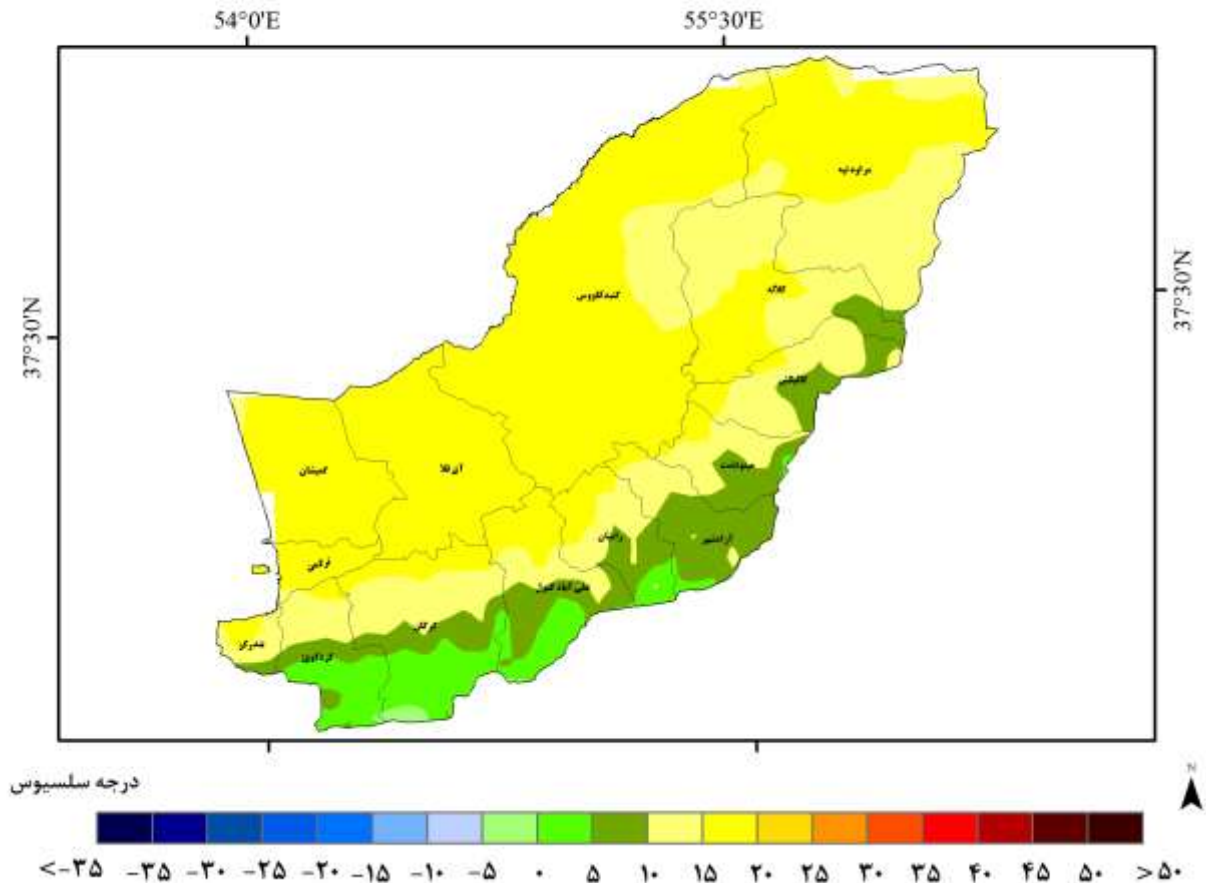 54°0'E
55°30'E
37°30'N
37°30'N
مراوه تپه
گنبدکاووس
کلاله
گالیکش
مینودشت
گمیشان
آق قلا
آزادشهر
رامیان
ترکمن
علی آباد کتول
گرگان
بندرگز
کردکوی
درجه سلسیوس
N
<-۳۵ -۳۵ -۳۰ -۲۵ -۲۰ -۱۵ -۱۰ -۵ ۰ ۵ ۱۰ ۱۵ ۲۰ ۲۵ ۳۰ ۳۵ ۴۰ ۴۵ ۵۰ >۵۰